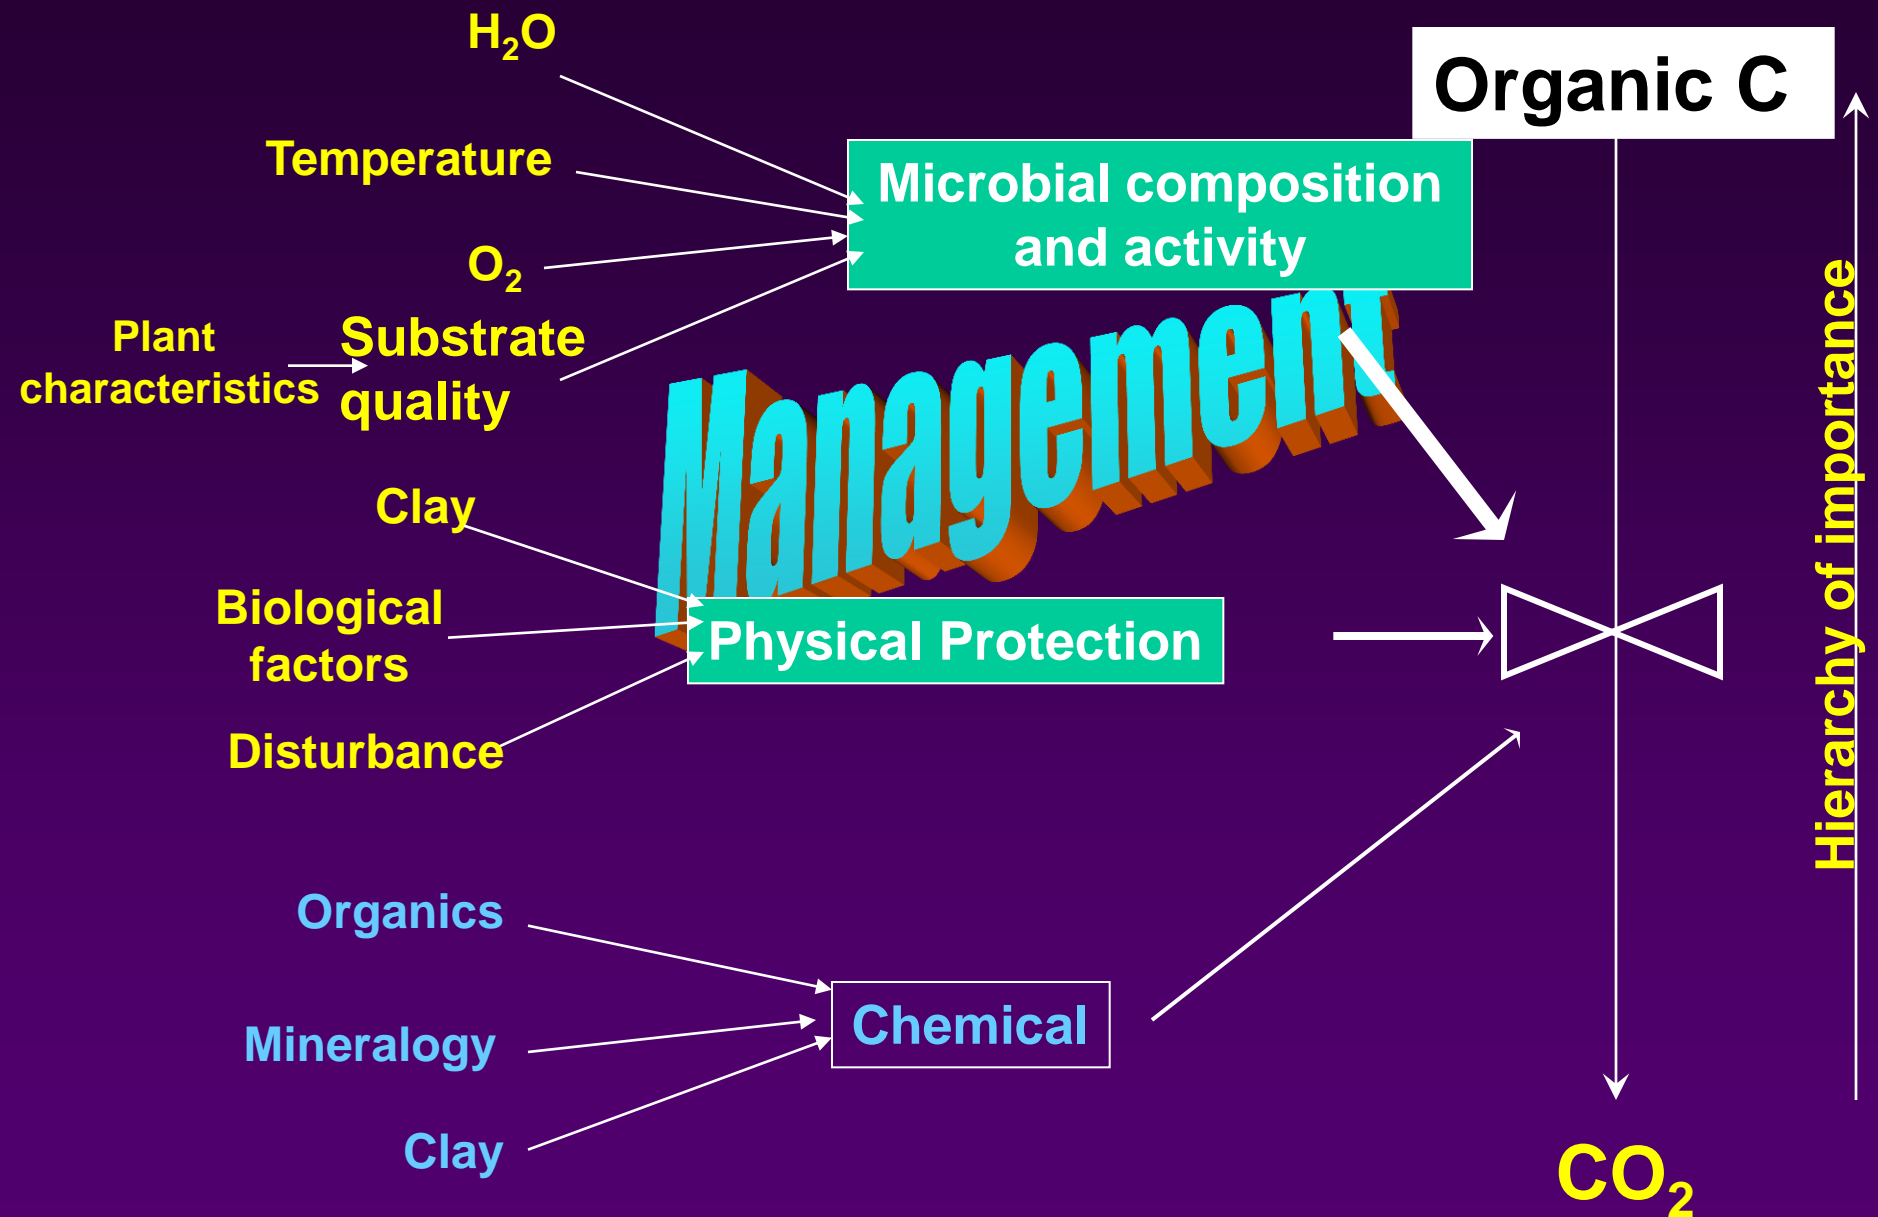 H₂O
Organic C
Temperature
Microbial composition
and activity
O₂
Plant
characteristics
Substrate
quality
Management
Clay
Biological
factors
Physical Protection
Disturbance
Hierarchy of importance
Organics
Chemical
Mineralogy
Clay
CO₂